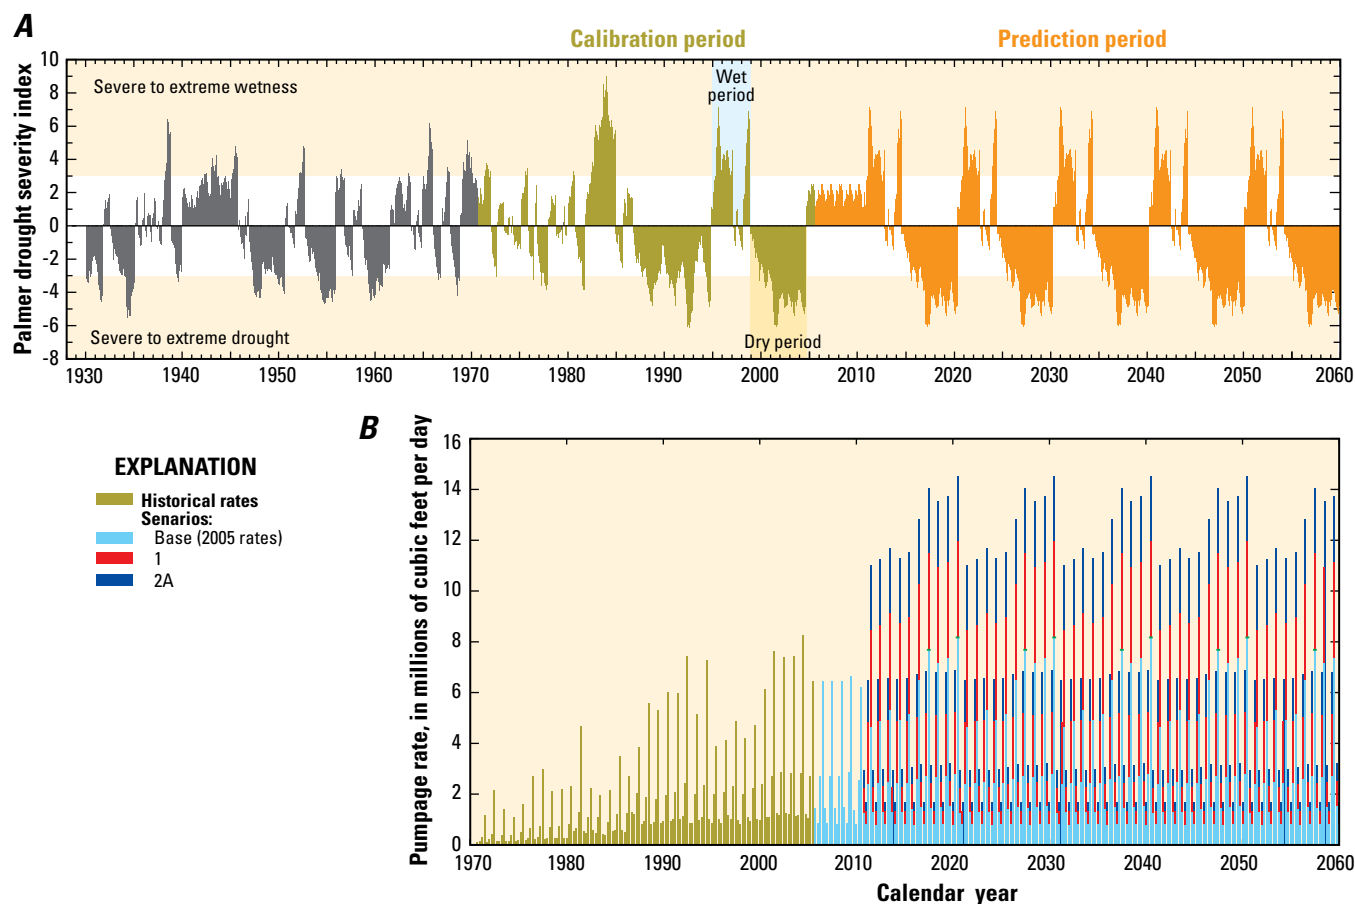 A
Calibration period
Prediction period
Palmer drought severity index
10
8
6
4
2
0
-2
-4
-6
-8
Severe to extreme wetness
Wet
period
Severe to extreme drought
Dry period
1930
1940
1950
1960
1970
1980
1990
2000
2010
2020
2030
2040
2050
2060
B
EXPLANATION
Historical rates
Senarios:
Base (2005 rates)
1
2A
Pumpage rate, in millions of cubic feet per day
16
14
12
10
8
6
4
2
0
1970
1980
1990
2000
2010
2020
2030
2040
2050
2060
Calendar year